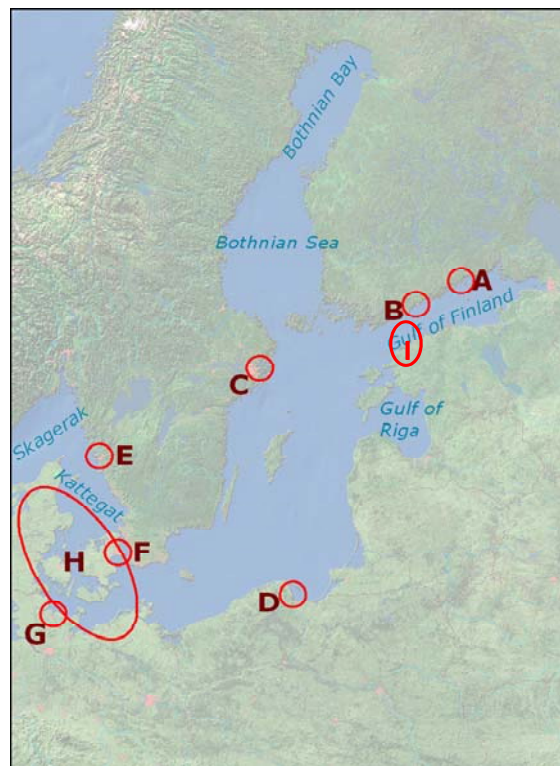 Bothnian Bay
Bothnian Sea
A
B
Gulf of Finland
I
C
Gulf of
Riga
Skagerak
E
Kattegat
F
H
D
G